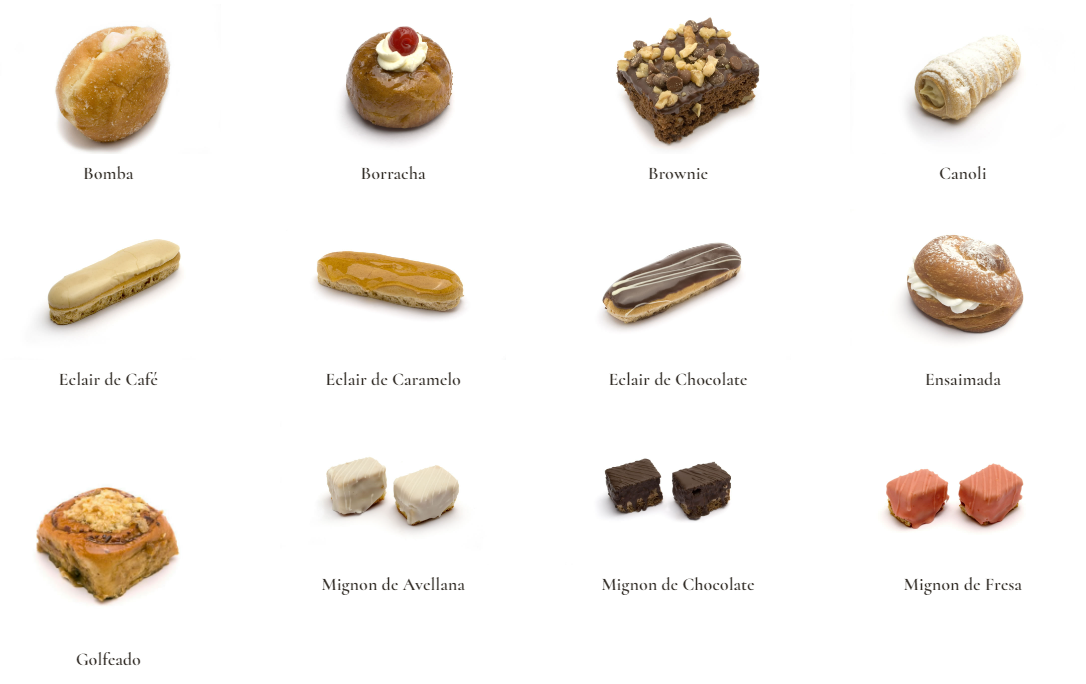 Bomba
Borracha
Brownie
Canoli
Eclair de Café
Eclair de Caramelo
Eclair de Chocolate
Ensaimada
Golfeado
Mignon de Avellana
Mignon de Chocolate
Mignon de Fresa